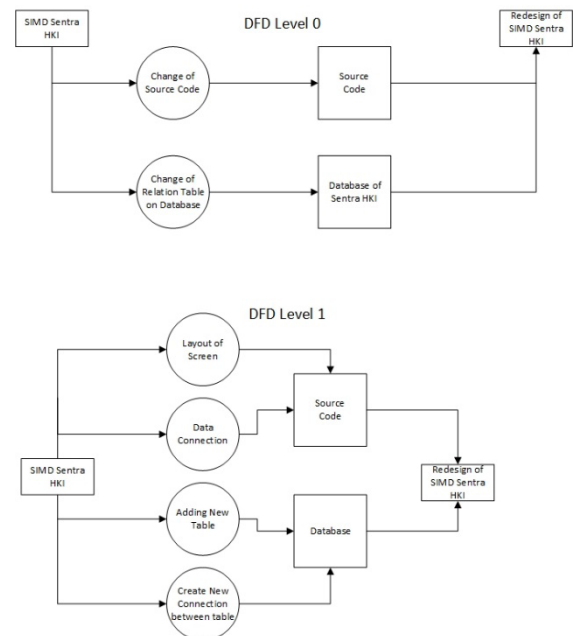 DFD Level 0
SIMD Sentra
HKI
Redesign of
SIMD Sentra
HKI
Change of
Source Code
Source
Code
Change of
Relation Table
on Database
Database of
Sentra HKI
DFD Level 1
Layout of
Screen
Source
Code
Data
Connection
SIMD Sentra
HKI
Redesign of
SIMD Sentra
HKI
Adding New
Table
Database
Create New
Connection
between table